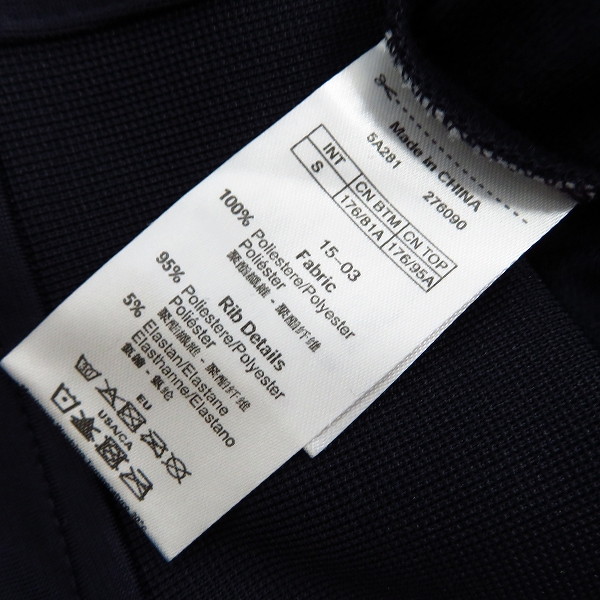 Made in CHINA
5A281 276090
INT CN BTM CN TOP
S 176/81A 176/95A
15-03
Fabric
100% Poliestere/Polyester
Poliéster
聚酯纖維 - 聚酯纤维
Rib Details
95% Poliestere/Polyester
Poliéster
聚酯纖維 - 聚酯纤维
5% Elastan/Elastane
Elasthanne/Elastano
氨綸 - 氨纶
EU
USA/CA